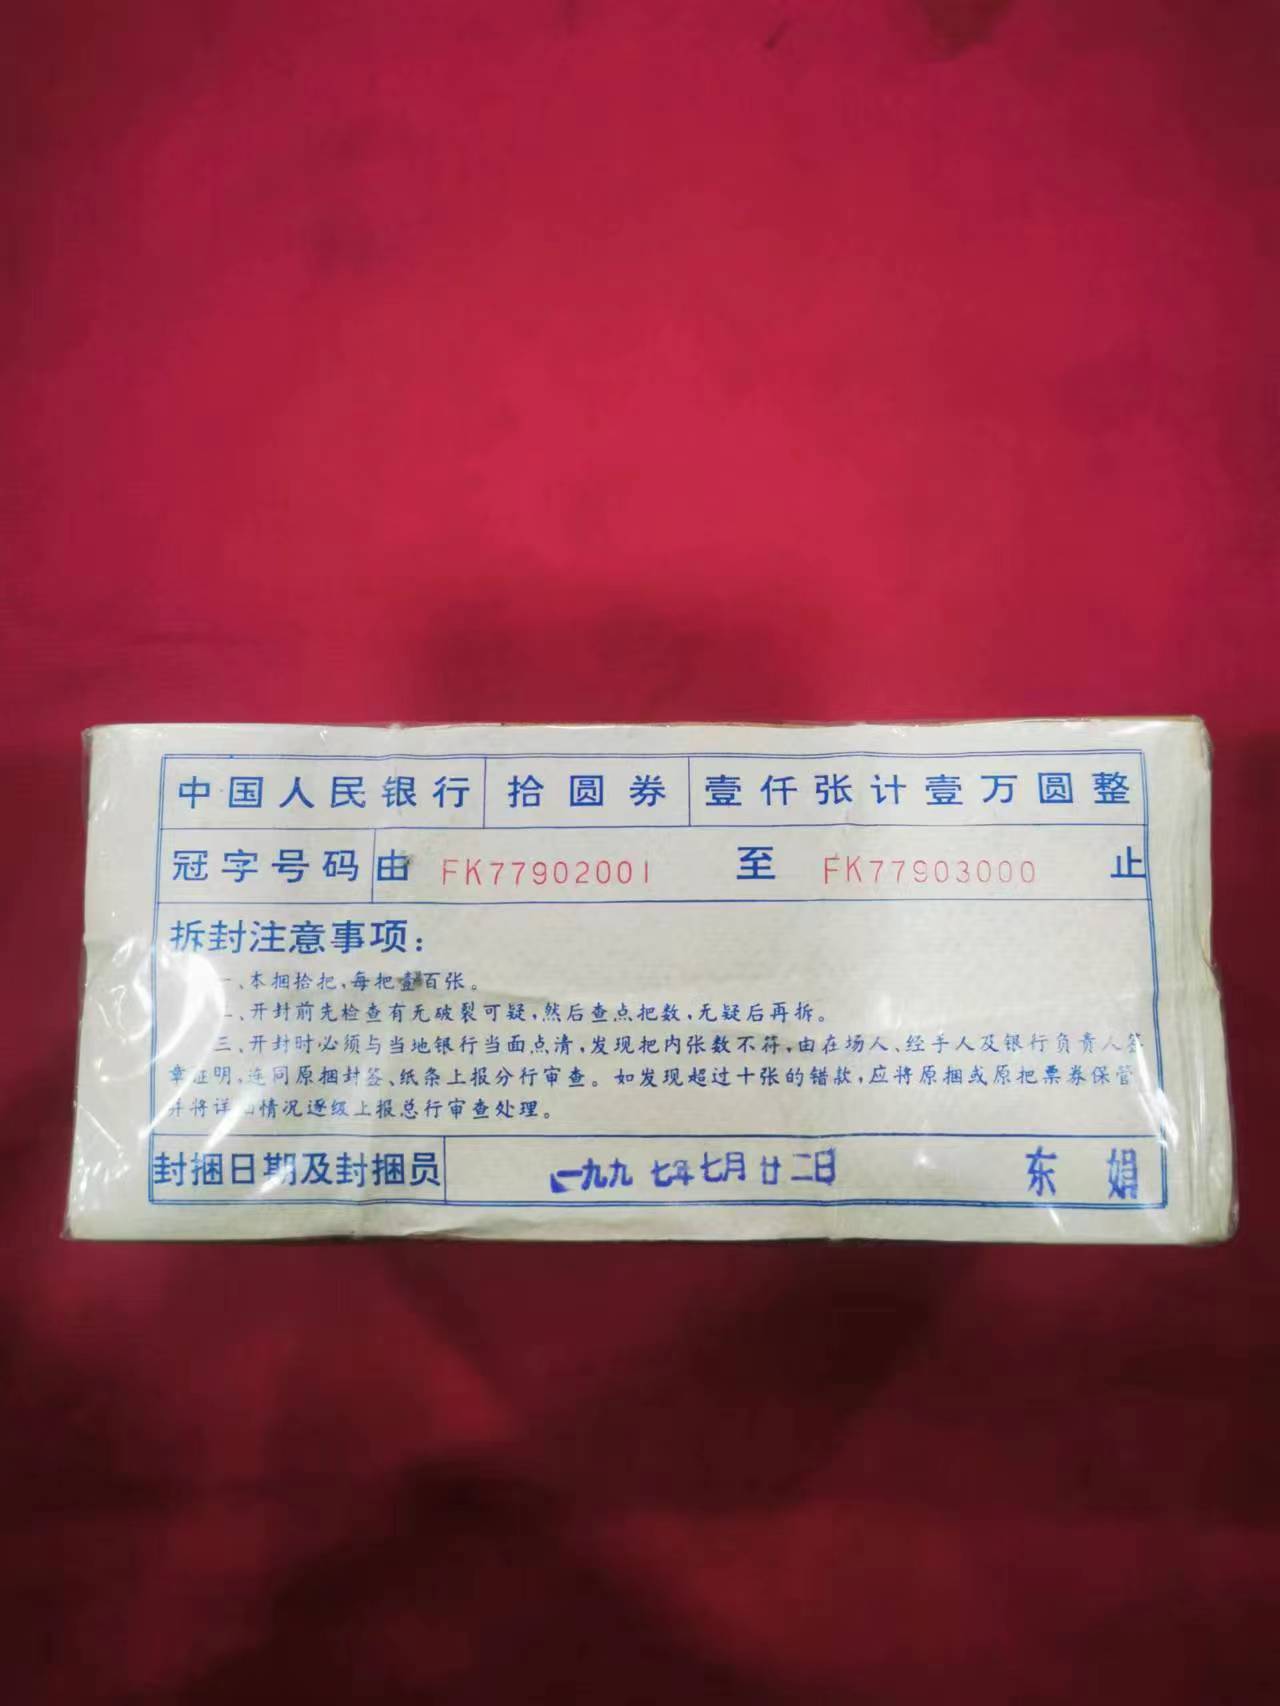 中国人民银行 拾圆券 壹仟张计壹万圆整
冠字号码 由 FK77902001 至 FK77903000 止
拆封注意事项：
一、本捆拾把，每把壹百张。
二、开封前先检查有无破裂可疑，然后查点把数，无疑后再拆。
三、开封时必须与当地银行当面点清，发现把内张数不符，由在场人、经手人及银行负责人签
章证明，连同原捆封签、纸条上报分行审查。如发现超过十张的错款，应将原捆或原把票券保管
并将详细情况逐级上报总行审查处理。
封捆日期及封捆员 一九九七年七月廿二日 东娟